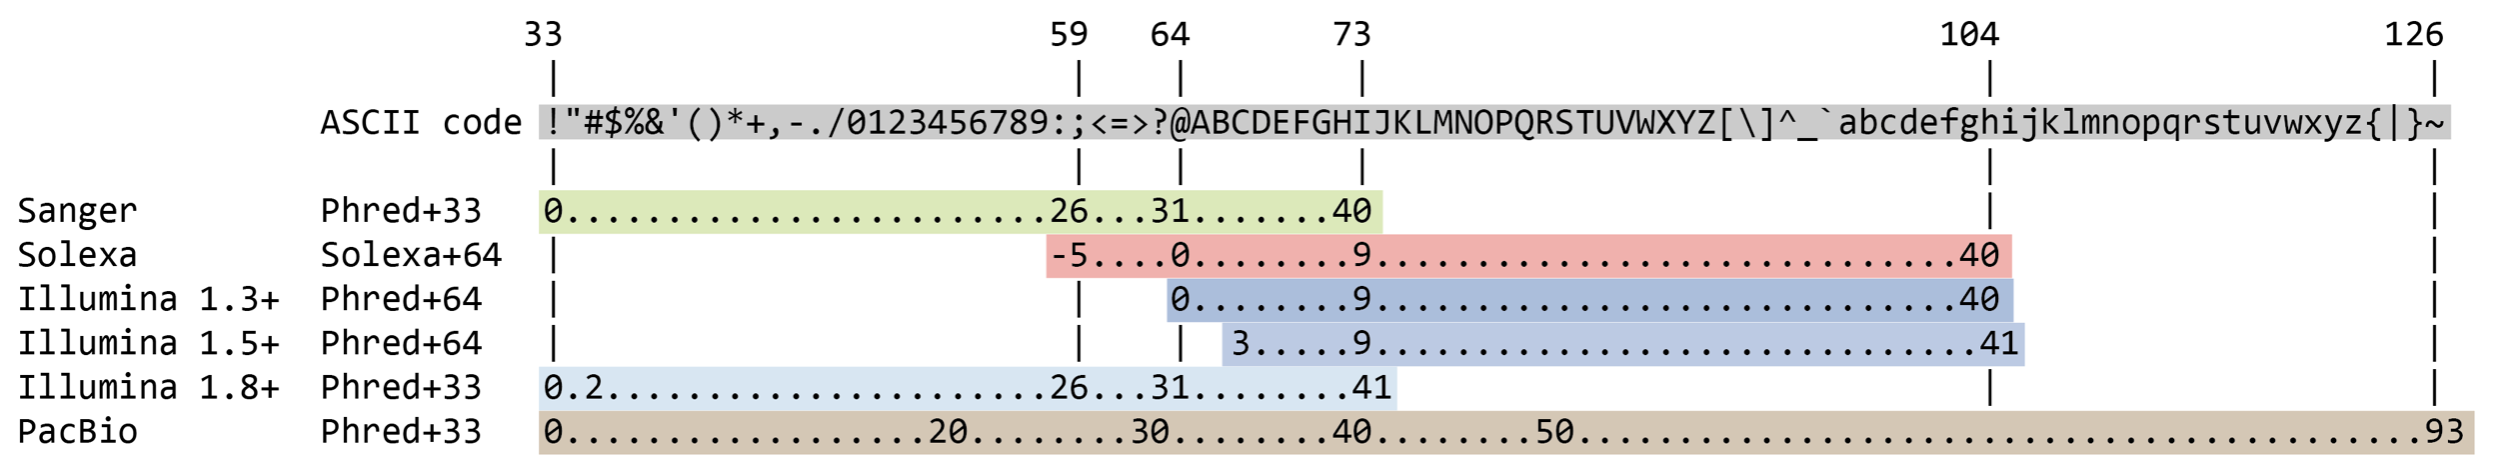 33 59 64 73 104 126
ASCII code !"#$%&'()*+,-./0123456789:;<=>?@ABCDEFGHIJKLMNOPQRSTUVWXYZ[\]^_`abcdefghijklmnopqrstuvwxyz{|}~
Sanger Phred+33 0........................26...31.......40
Solexa Solexa+64 -5....0........9.............................40
Illumina 1.3+ Phred+64 0........9.............................40
Illumina 1.5+ Phred+64 3.....9..............................41
Illumina 1.8+ Phred+33 0.2......................26...31........41
PacBio Phred+33 0..................20........30........40........50..........................................93